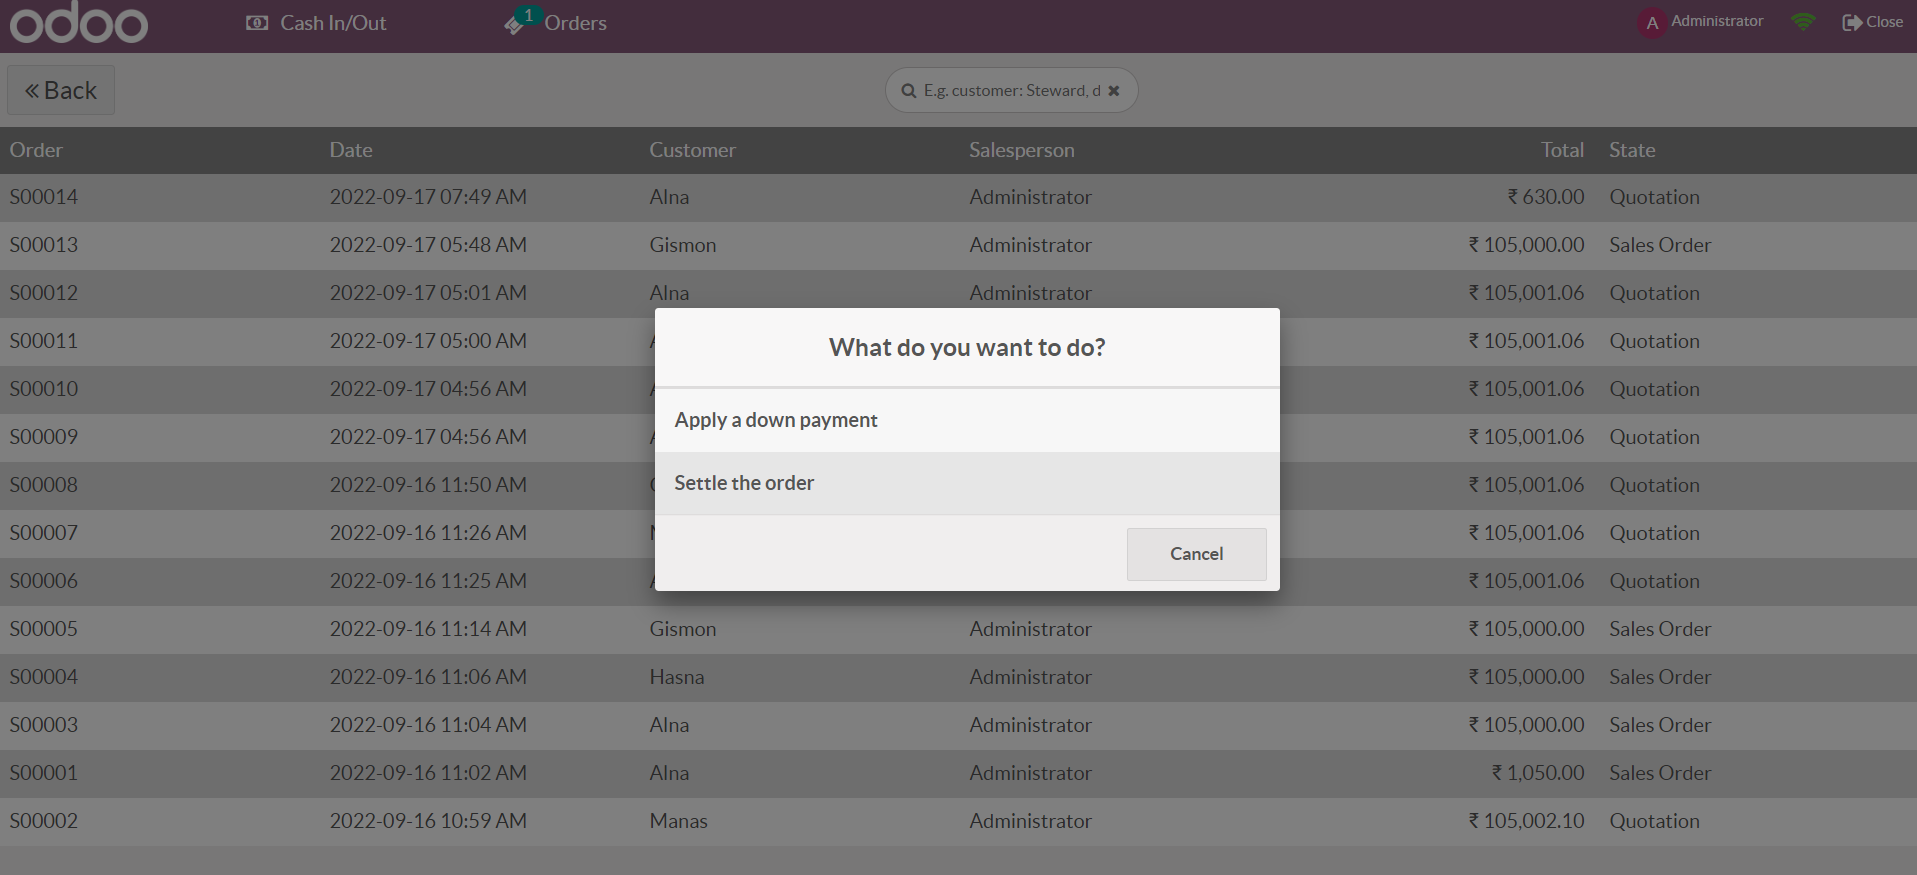 odoo Cash In/Out 1 Orders A Administrator Close
« Back E.g. customer: Steward, d ✖
Order Date Customer Salesperson Total State
S00014 2022-09-17 07:49 AM Alna Administrator ₹ 630.00 Quotation
S00013 2022-09-17 05:48 AM Gismon Administrator ₹ 105,000.00 Sales Order
S00012 2022-09-17 05:01 AM Alna Administrator ₹ 105,001.06 Quotation
S00011 2022-09-17 05:00 AM ₹ 105,001.06 Quotation
S00010 2022-09-17 04:56 AM ₹ 105,001.06 Quotation
S00009 2022-09-17 04:56 AM ₹ 105,001.06 Quotation
S00008 2022-09-16 11:50 AM ₹ 105,001.06 Quotation
S00007 2022-09-16 11:26 AM ₹ 105,001.06 Quotation
S00006 2022-09-16 11:25 AM ₹ 105,001.06 Quotation
S00005 2022-09-16 11:14 AM Gismon Administrator ₹ 105,000.00 Sales Order
S00004 2022-09-16 11:06 AM Hasna Administrator ₹ 105,000.00 Sales Order
S00003 2022-09-16 11:04 AM Alna Administrator ₹ 105,000.00 Sales Order
S00001 2022-09-16 11:02 AM Alna Administrator ₹ 1,050.00 Sales Order
S00002 2022-09-16 10:59 AM Manas Administrator ₹ 105,002.10 Quotation
What do you want to do?
Apply a down payment
Settle the order
Cancel